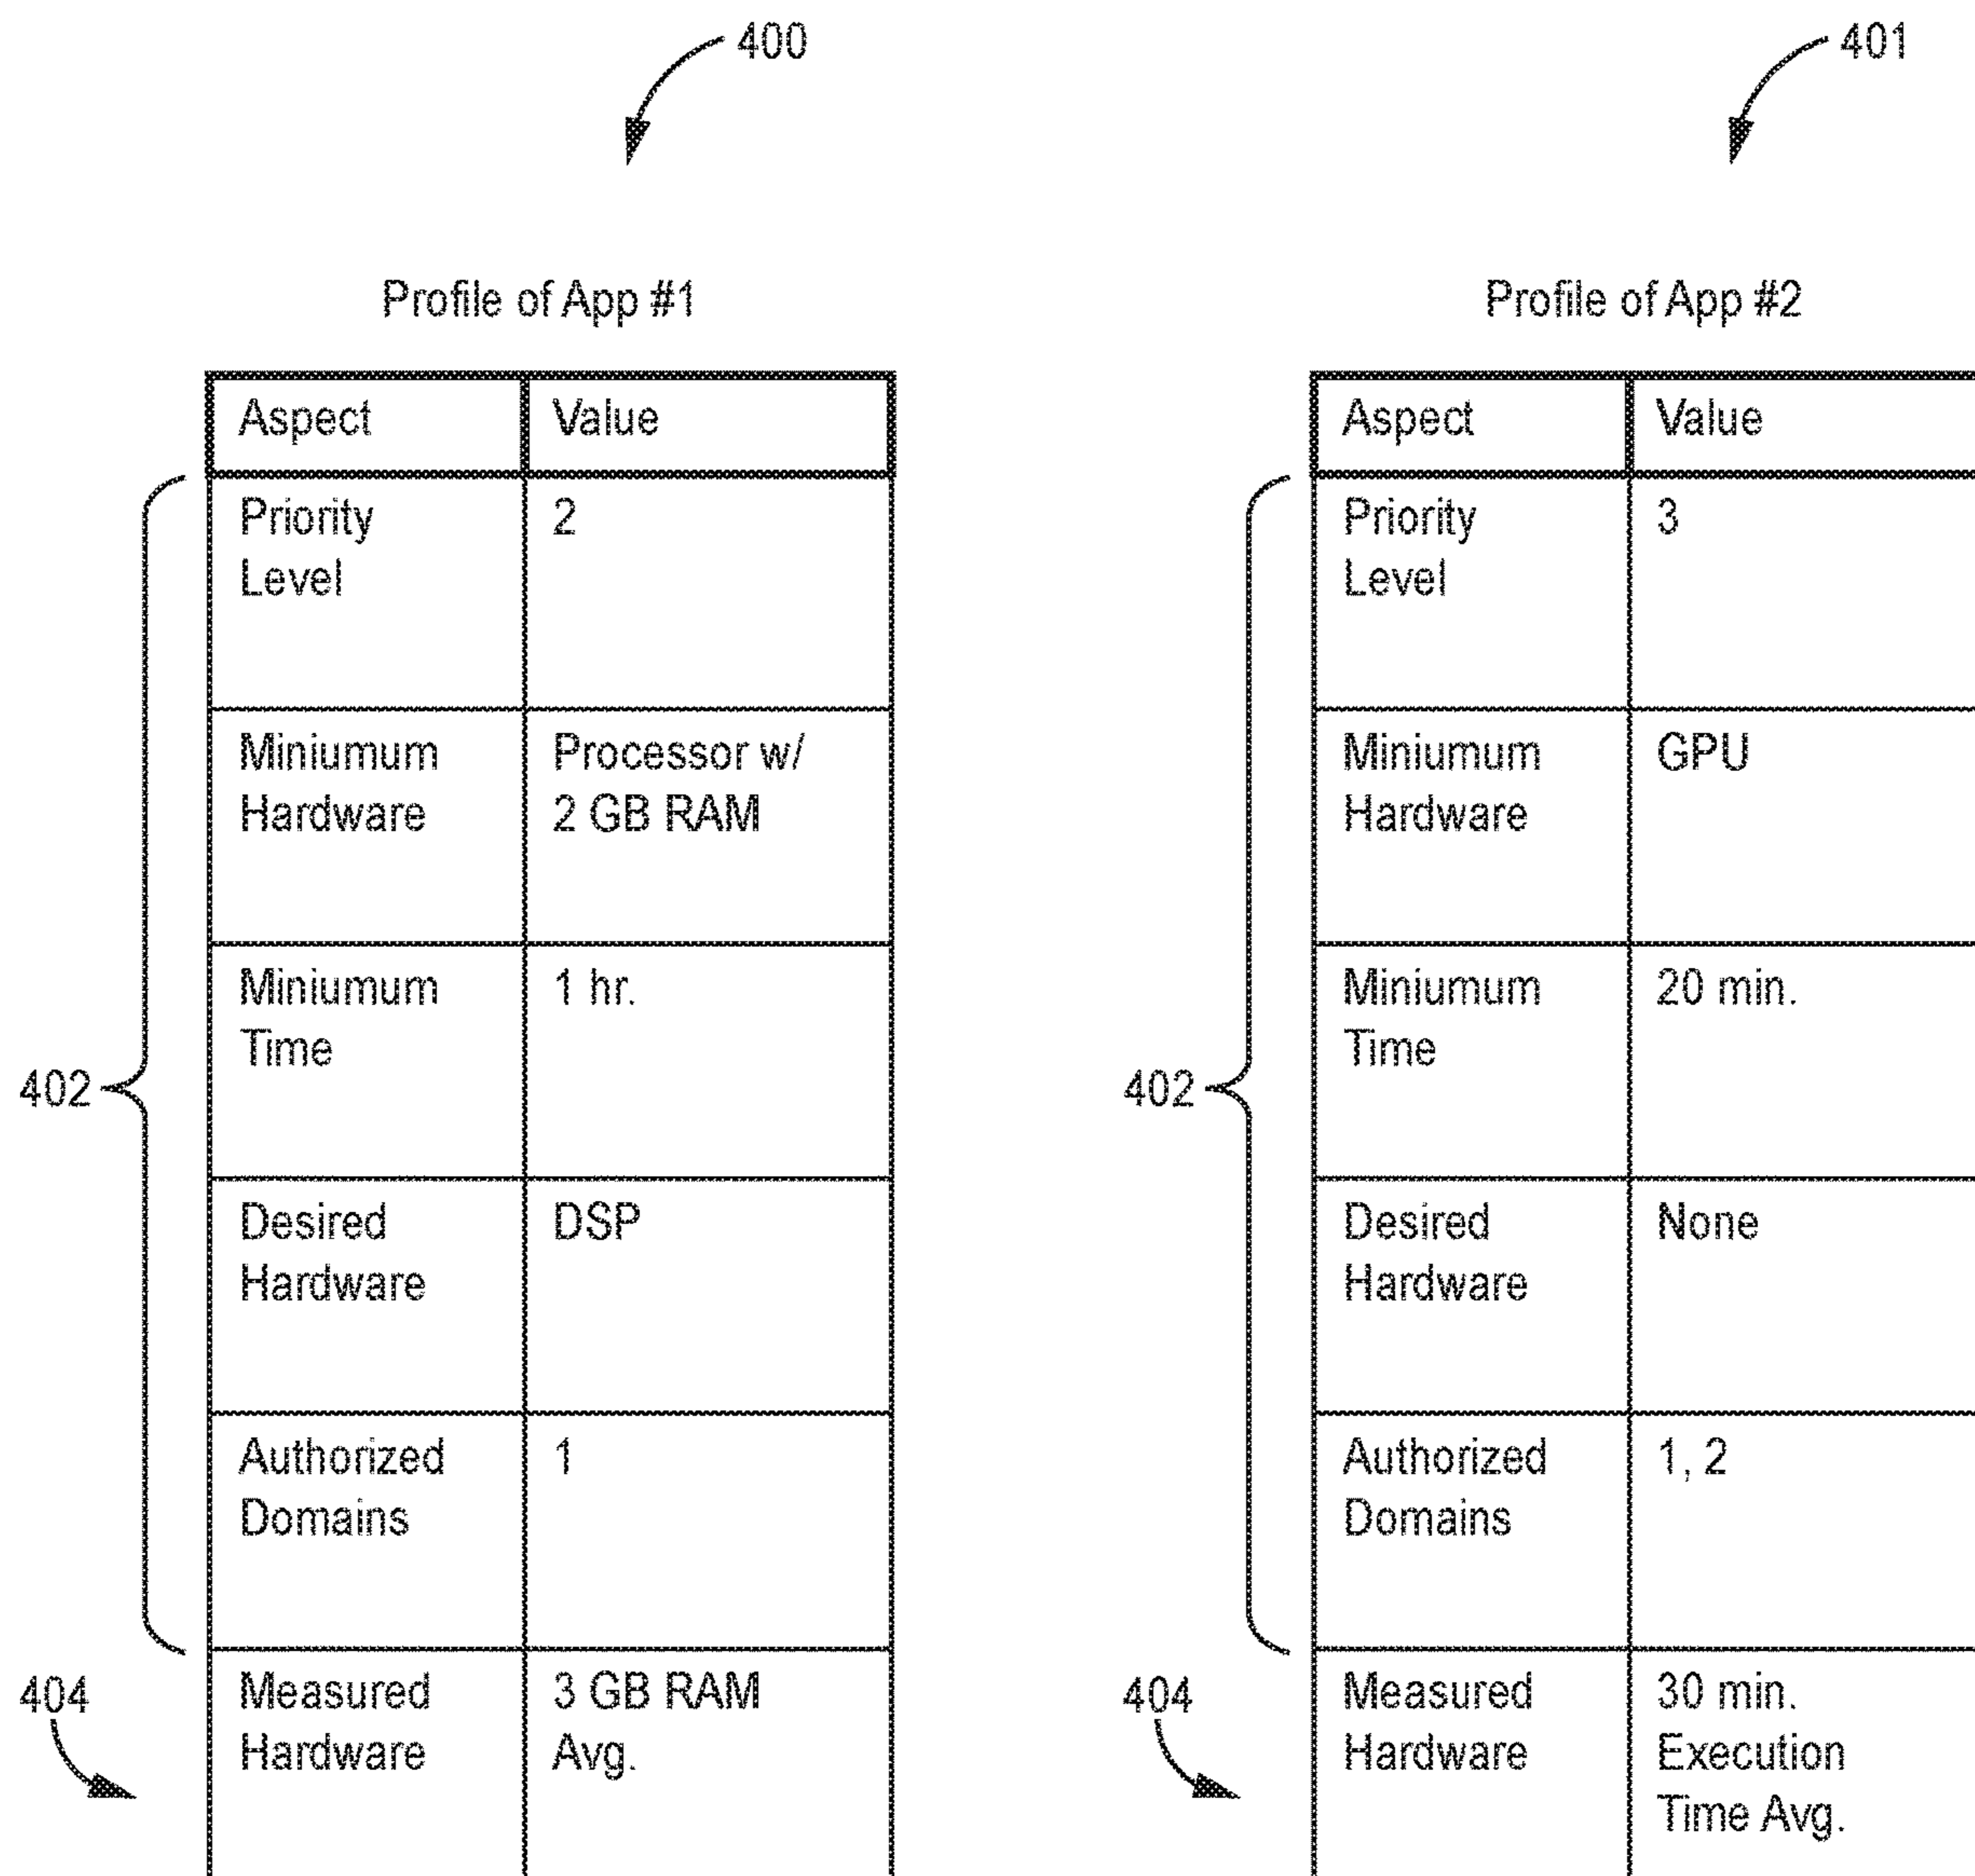 400
Profile of App #1
Aspect Value
Priority 2
Level
Miniumum Processor w/
Hardware 2 GB RAM
Miniumum 1 hr.
Time
402
Desired DSP
Hardware
Authorized 1
Domains
404
Measured 3 GB RAM
Hardware Avg.
401
Profile of App #2
Aspect Value
Priority 3
Level
Miniumum GPU
Hardware
Miniumum 20 min.
Time
402
Desired None
Hardware
Authorized 1, 2
Domains
404
Measured 30 min.
Hardware Execution
Time Avg.